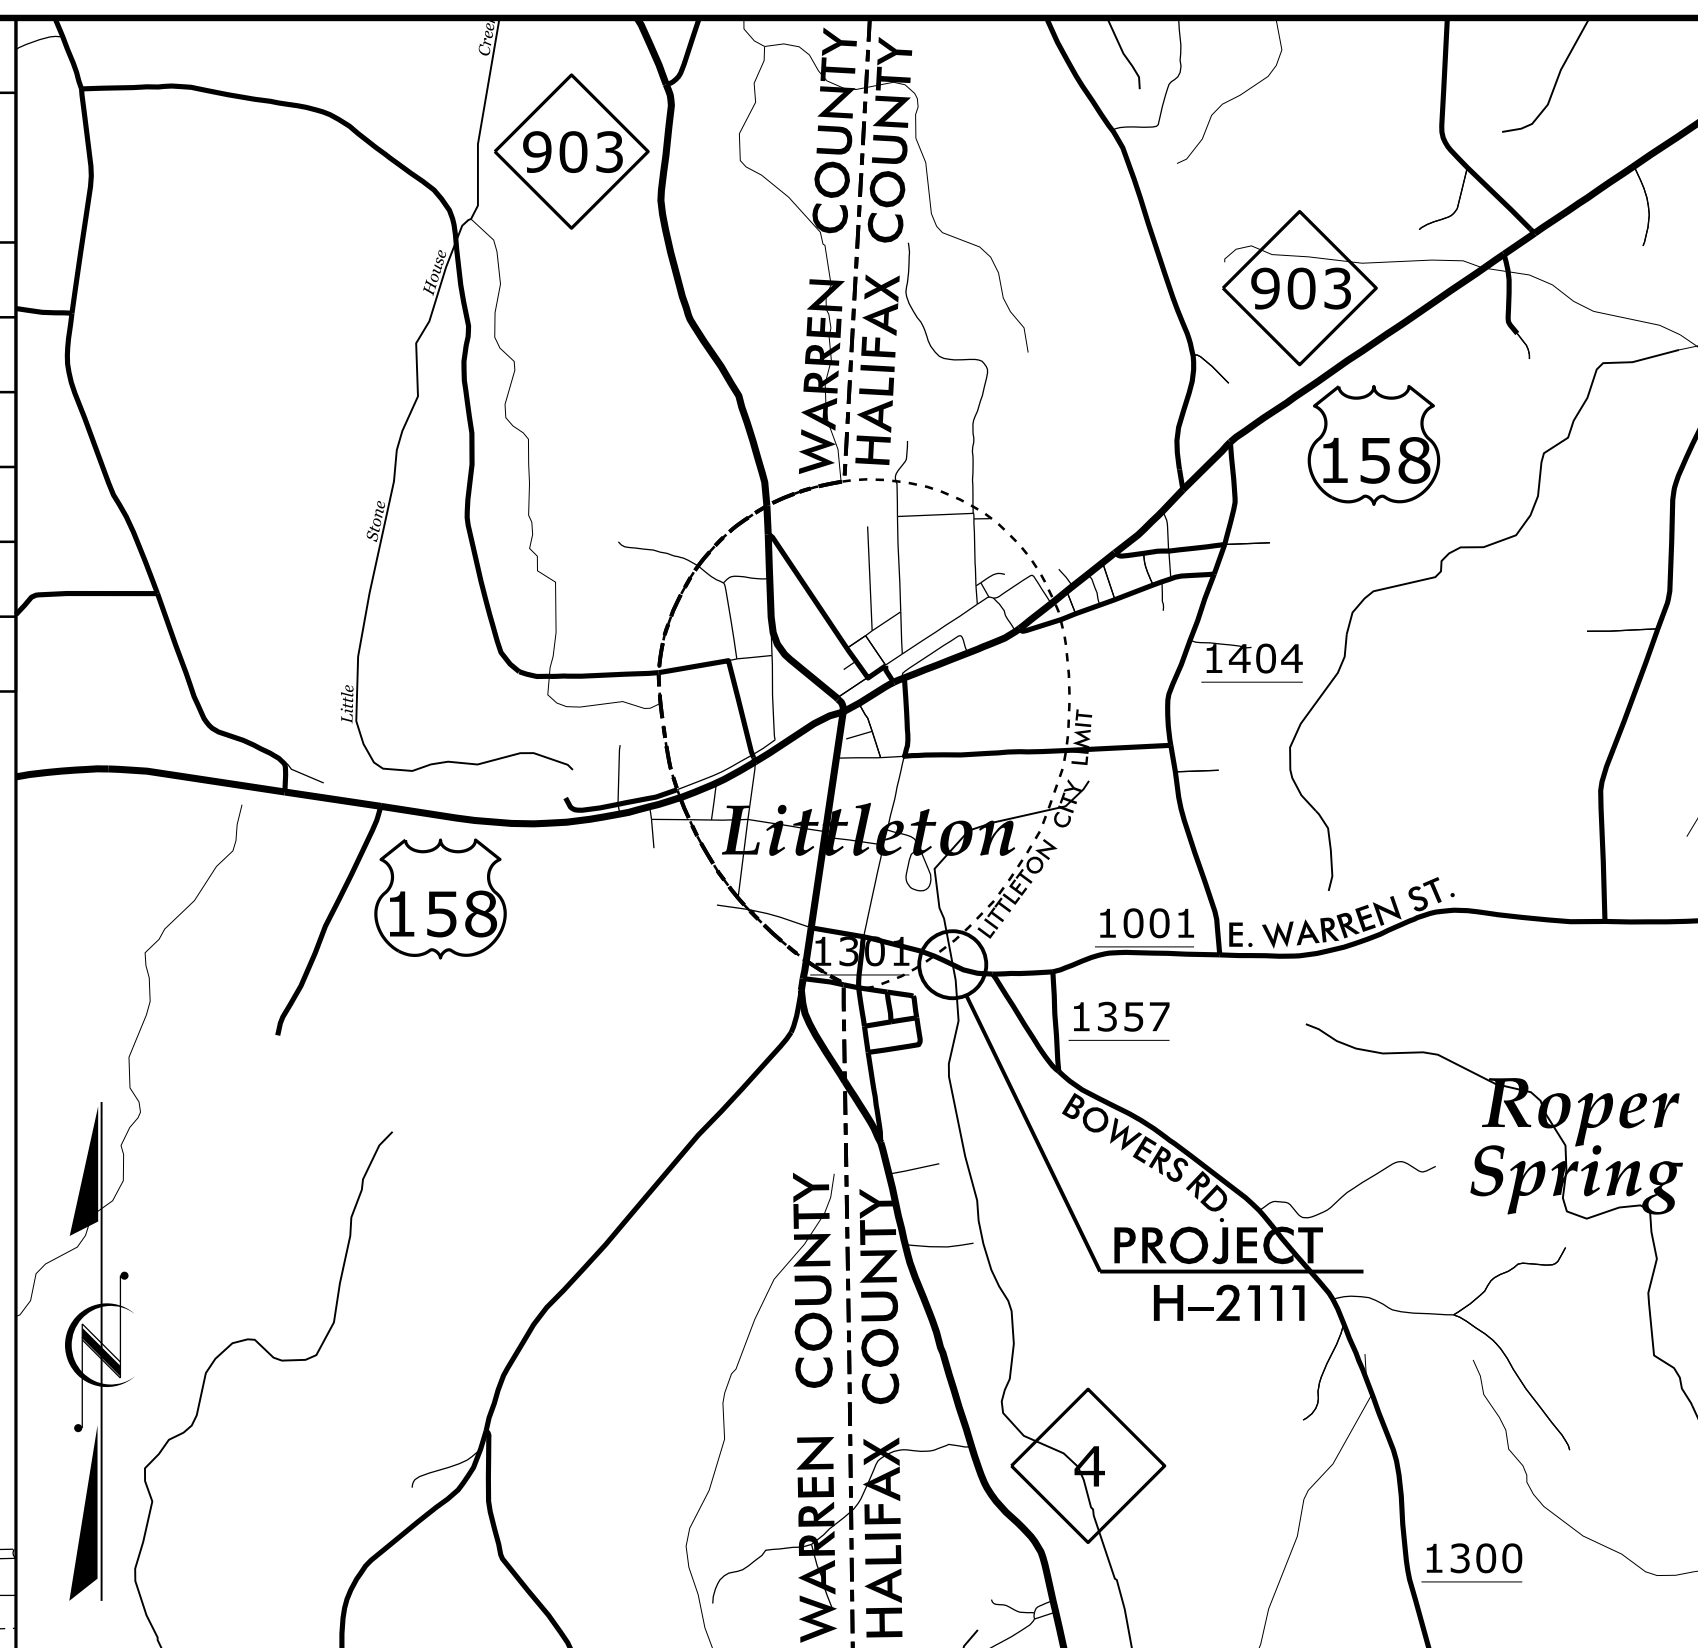 Creek
903
WARREN COUNTY
HALIFAX COUNTY
903
House
158
Stone
1404
Little
LITTLETON CITY LIMIT
Littleton
158
1301
1001
E. WARREN ST.
1357
BOWERS RD.
Roper
Spring
PROJECT
H–2111
WARREN COUNTY
HALIFAX COUNTY
N
4
1300